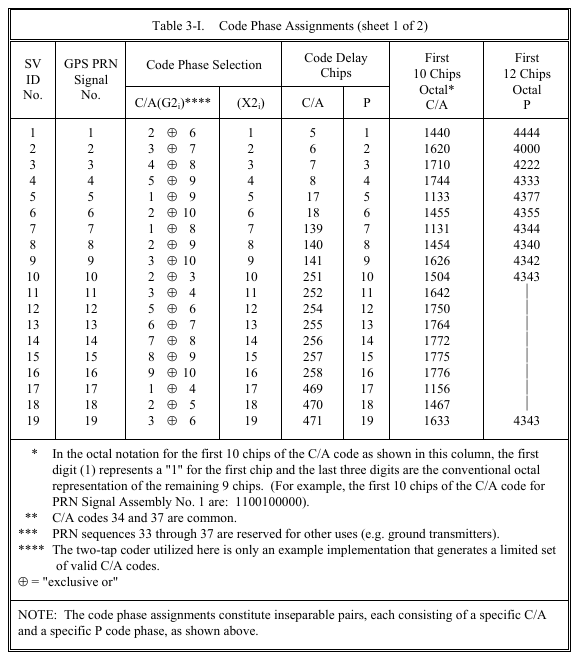 Table 3-I. Code Phase Assignments (sheet 1 of 2)
SV ID No. GPS PRN Signal No. Code Phase Selection Code Delay Chips First 10 Chips Octal* C/A First 12 Chips Octal P
C/A(G2i)**** (X2i) C/A P
1 1 2 ⊕ 6 1 5 1 1440 4444
2 2 3 ⊕ 7 2 6 2 1620 4000
3 3 4 ⊕ 8 3 7 3 1710 4222
4 4 5 ⊕ 9 4 8 4 1744 4333
5 5 1 ⊕ 9 5 17 5 1133 4377
6 6 2 ⊕ 10 6 18 6 1455 4355
7 7 1 ⊕ 8 7 139 7 1131 4344
8 8 2 ⊕ 9 8 140 8 1454 4340
9 9 3 ⊕ 10 9 141 9 1626 4342
10 10 2 ⊕ 3 10 251 10 1504 4343
11 11 3 ⊕ 4 11 252 11 1642 |
12 12 5 ⊕ 6 12 254 12 1750 |
13 13 6 ⊕ 7 13 255 13 1764 |
14 14 7 ⊕ 8 14 256 14 1772 |
15 15 8 ⊕ 9 15 257 15 1775 |
16 16 9 ⊕ 10 16 258 16 1776 |
17 17 1 ⊕ 4 17 469 17 1156 |
18 18 2 ⊕ 5 18 470 18 1467 |
19 19 3 ⊕ 6 19 471 19 1633 4343
* In the octal notation for the first 10 chips of the C/A code as shown in this column, the first
digit (1) represents a "1" for the first chip and the last three digits are the conventional octal
representation of the remaining 9 chips. (For example, the first 10 chips of the C/A code for
PRN Signal Assembly No. 1 are: 1100100000).
** C/A codes 34 and 37 are common.
*** PRN sequences 33 through 37 are reserved for other uses (e.g. ground transmitters).
**** The two-tap coder utilized here is only an example implementation that generates a limited set
of valid C/A codes.
⊕ = "exclusive or"
NOTE: The code phase assignments constitute inseparable pairs, each consisting of a specific C/A
and a specific P code phase, as shown above.